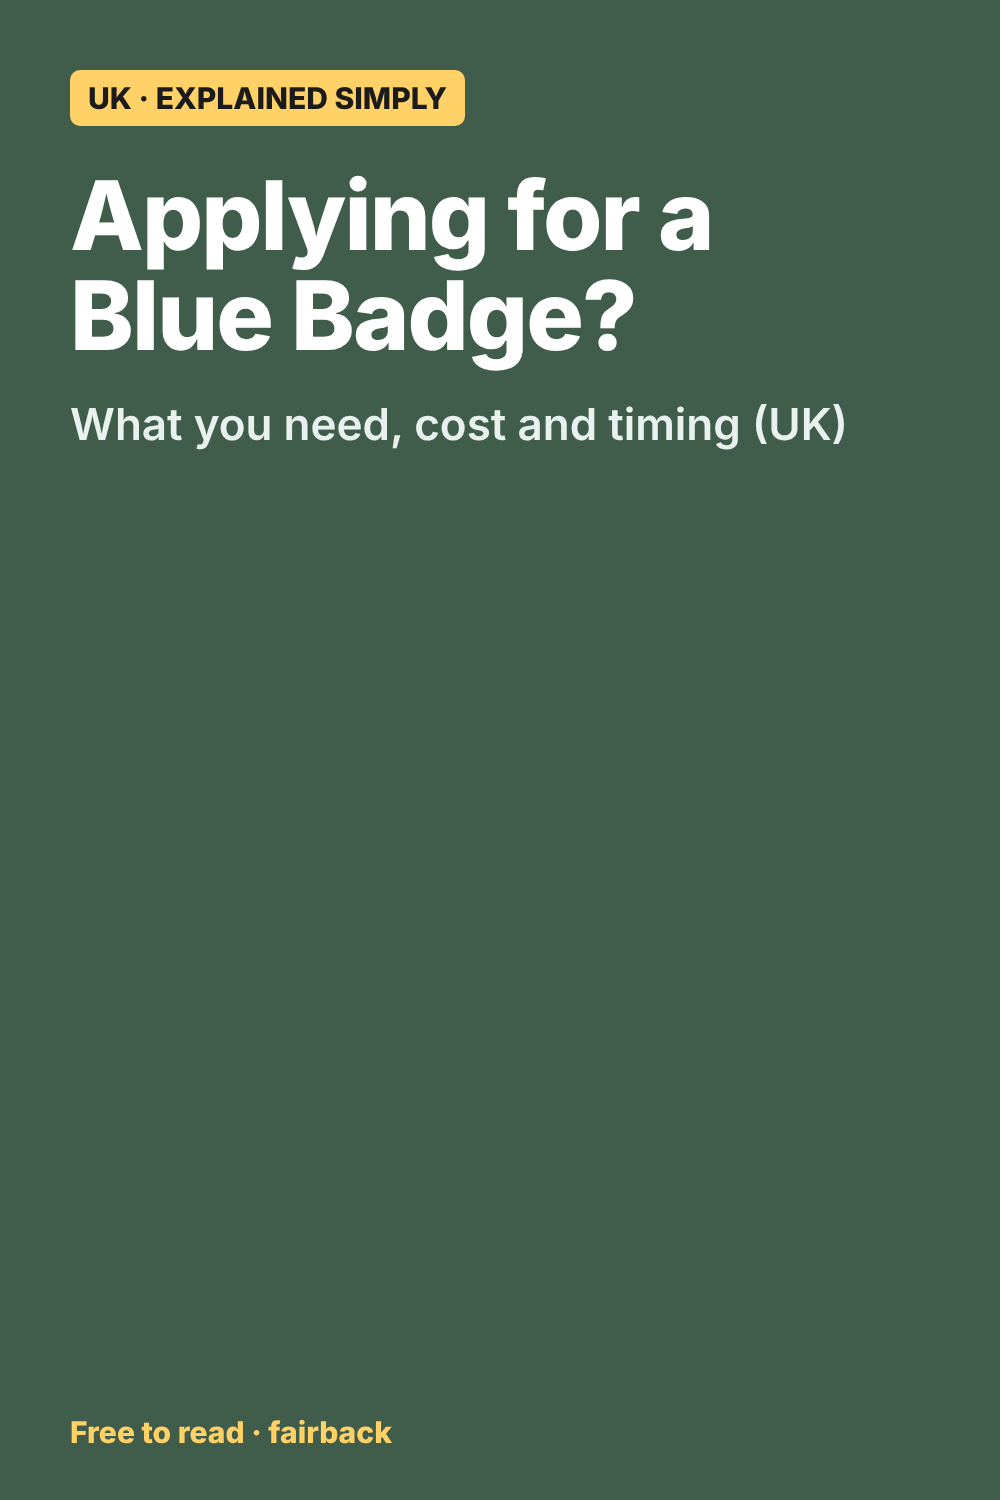 UK · EXPLAINED SIMPLY
Applying for a
Blue Badge?
What you need, cost and timing (UK)
Free to read · fairback